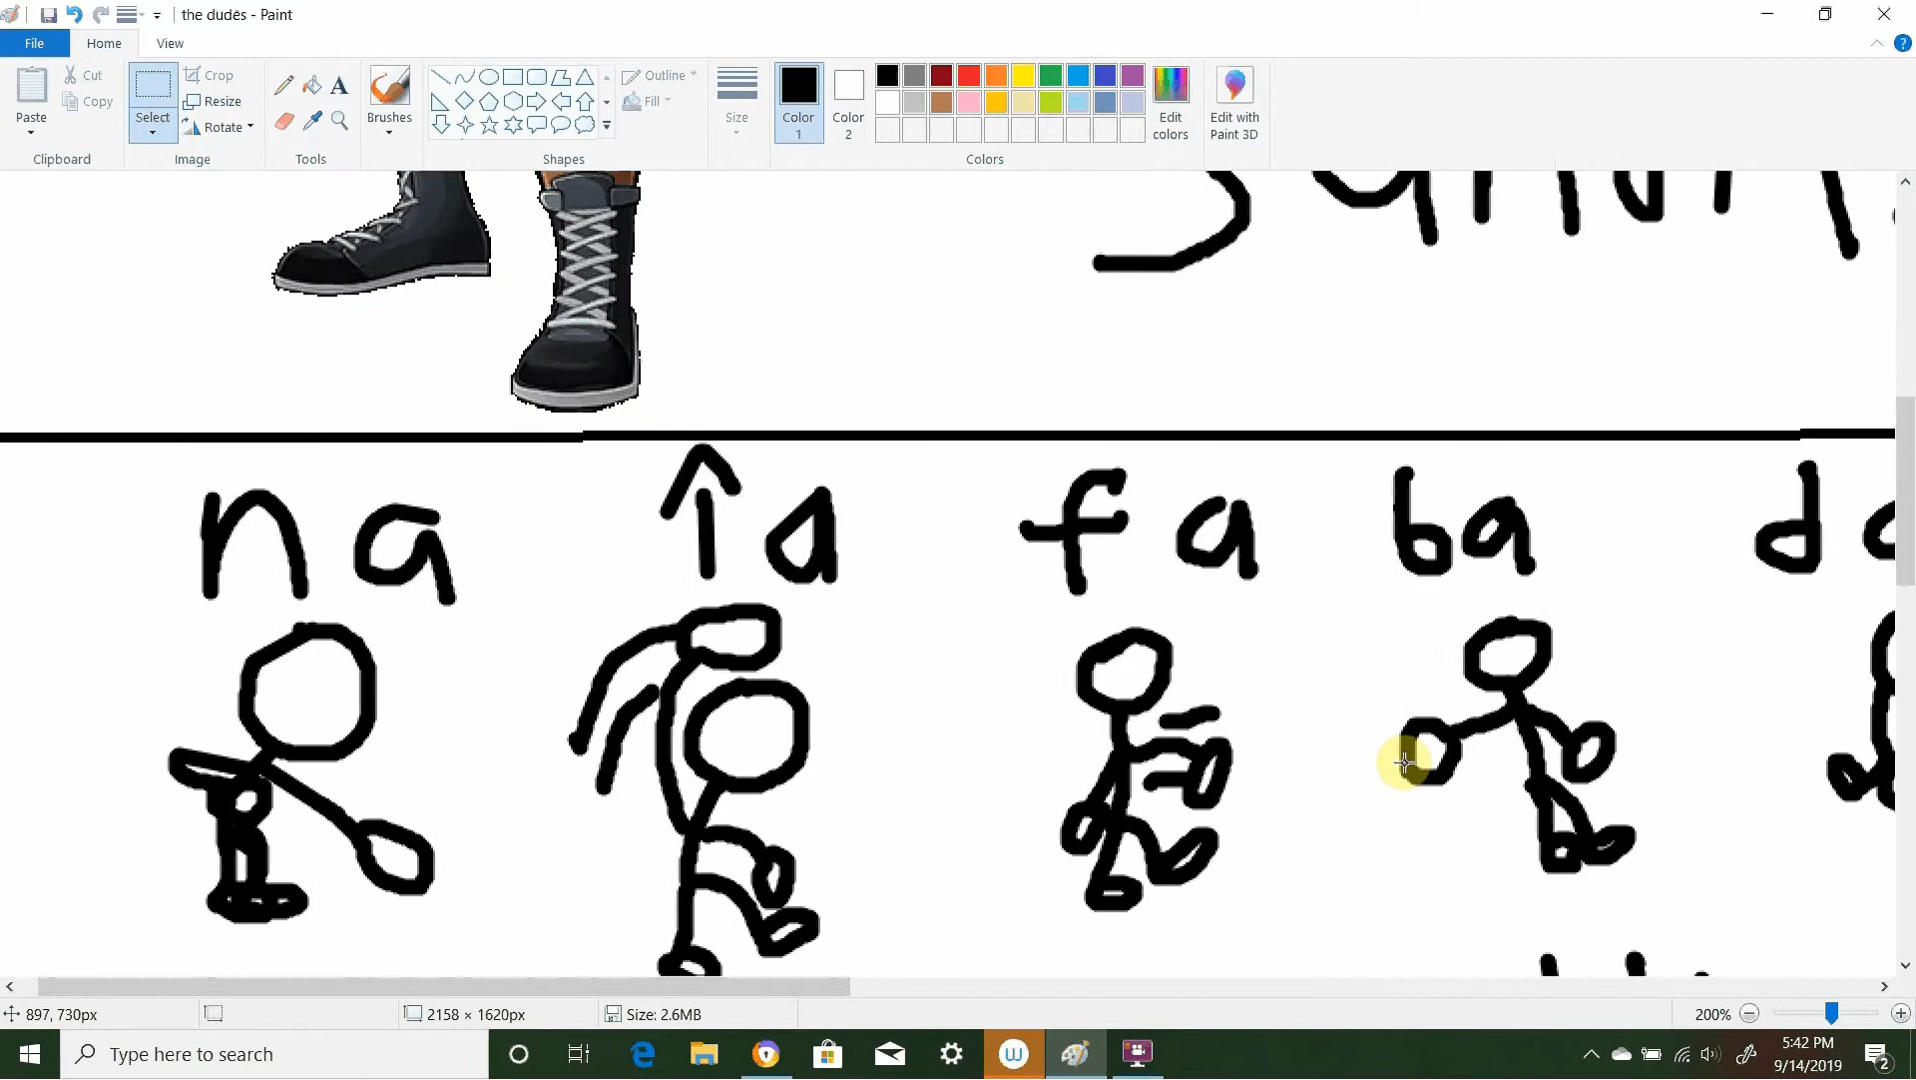 the dudes - Paint
File Home View
Paste
Cut
Copy
Clipboard
Select
Crop
Resize
Rotate
Image
Tools
Brushes
Shapes
Outline
Fill
Size
Color 1
Color 2
Colors
Edit colors
Edit with Paint 3D
na ↑a fa ba
897, 730px 2158 × 1620px Size: 2.6MB 200%
Type here to search
5:42 PM
9/14/2019
2